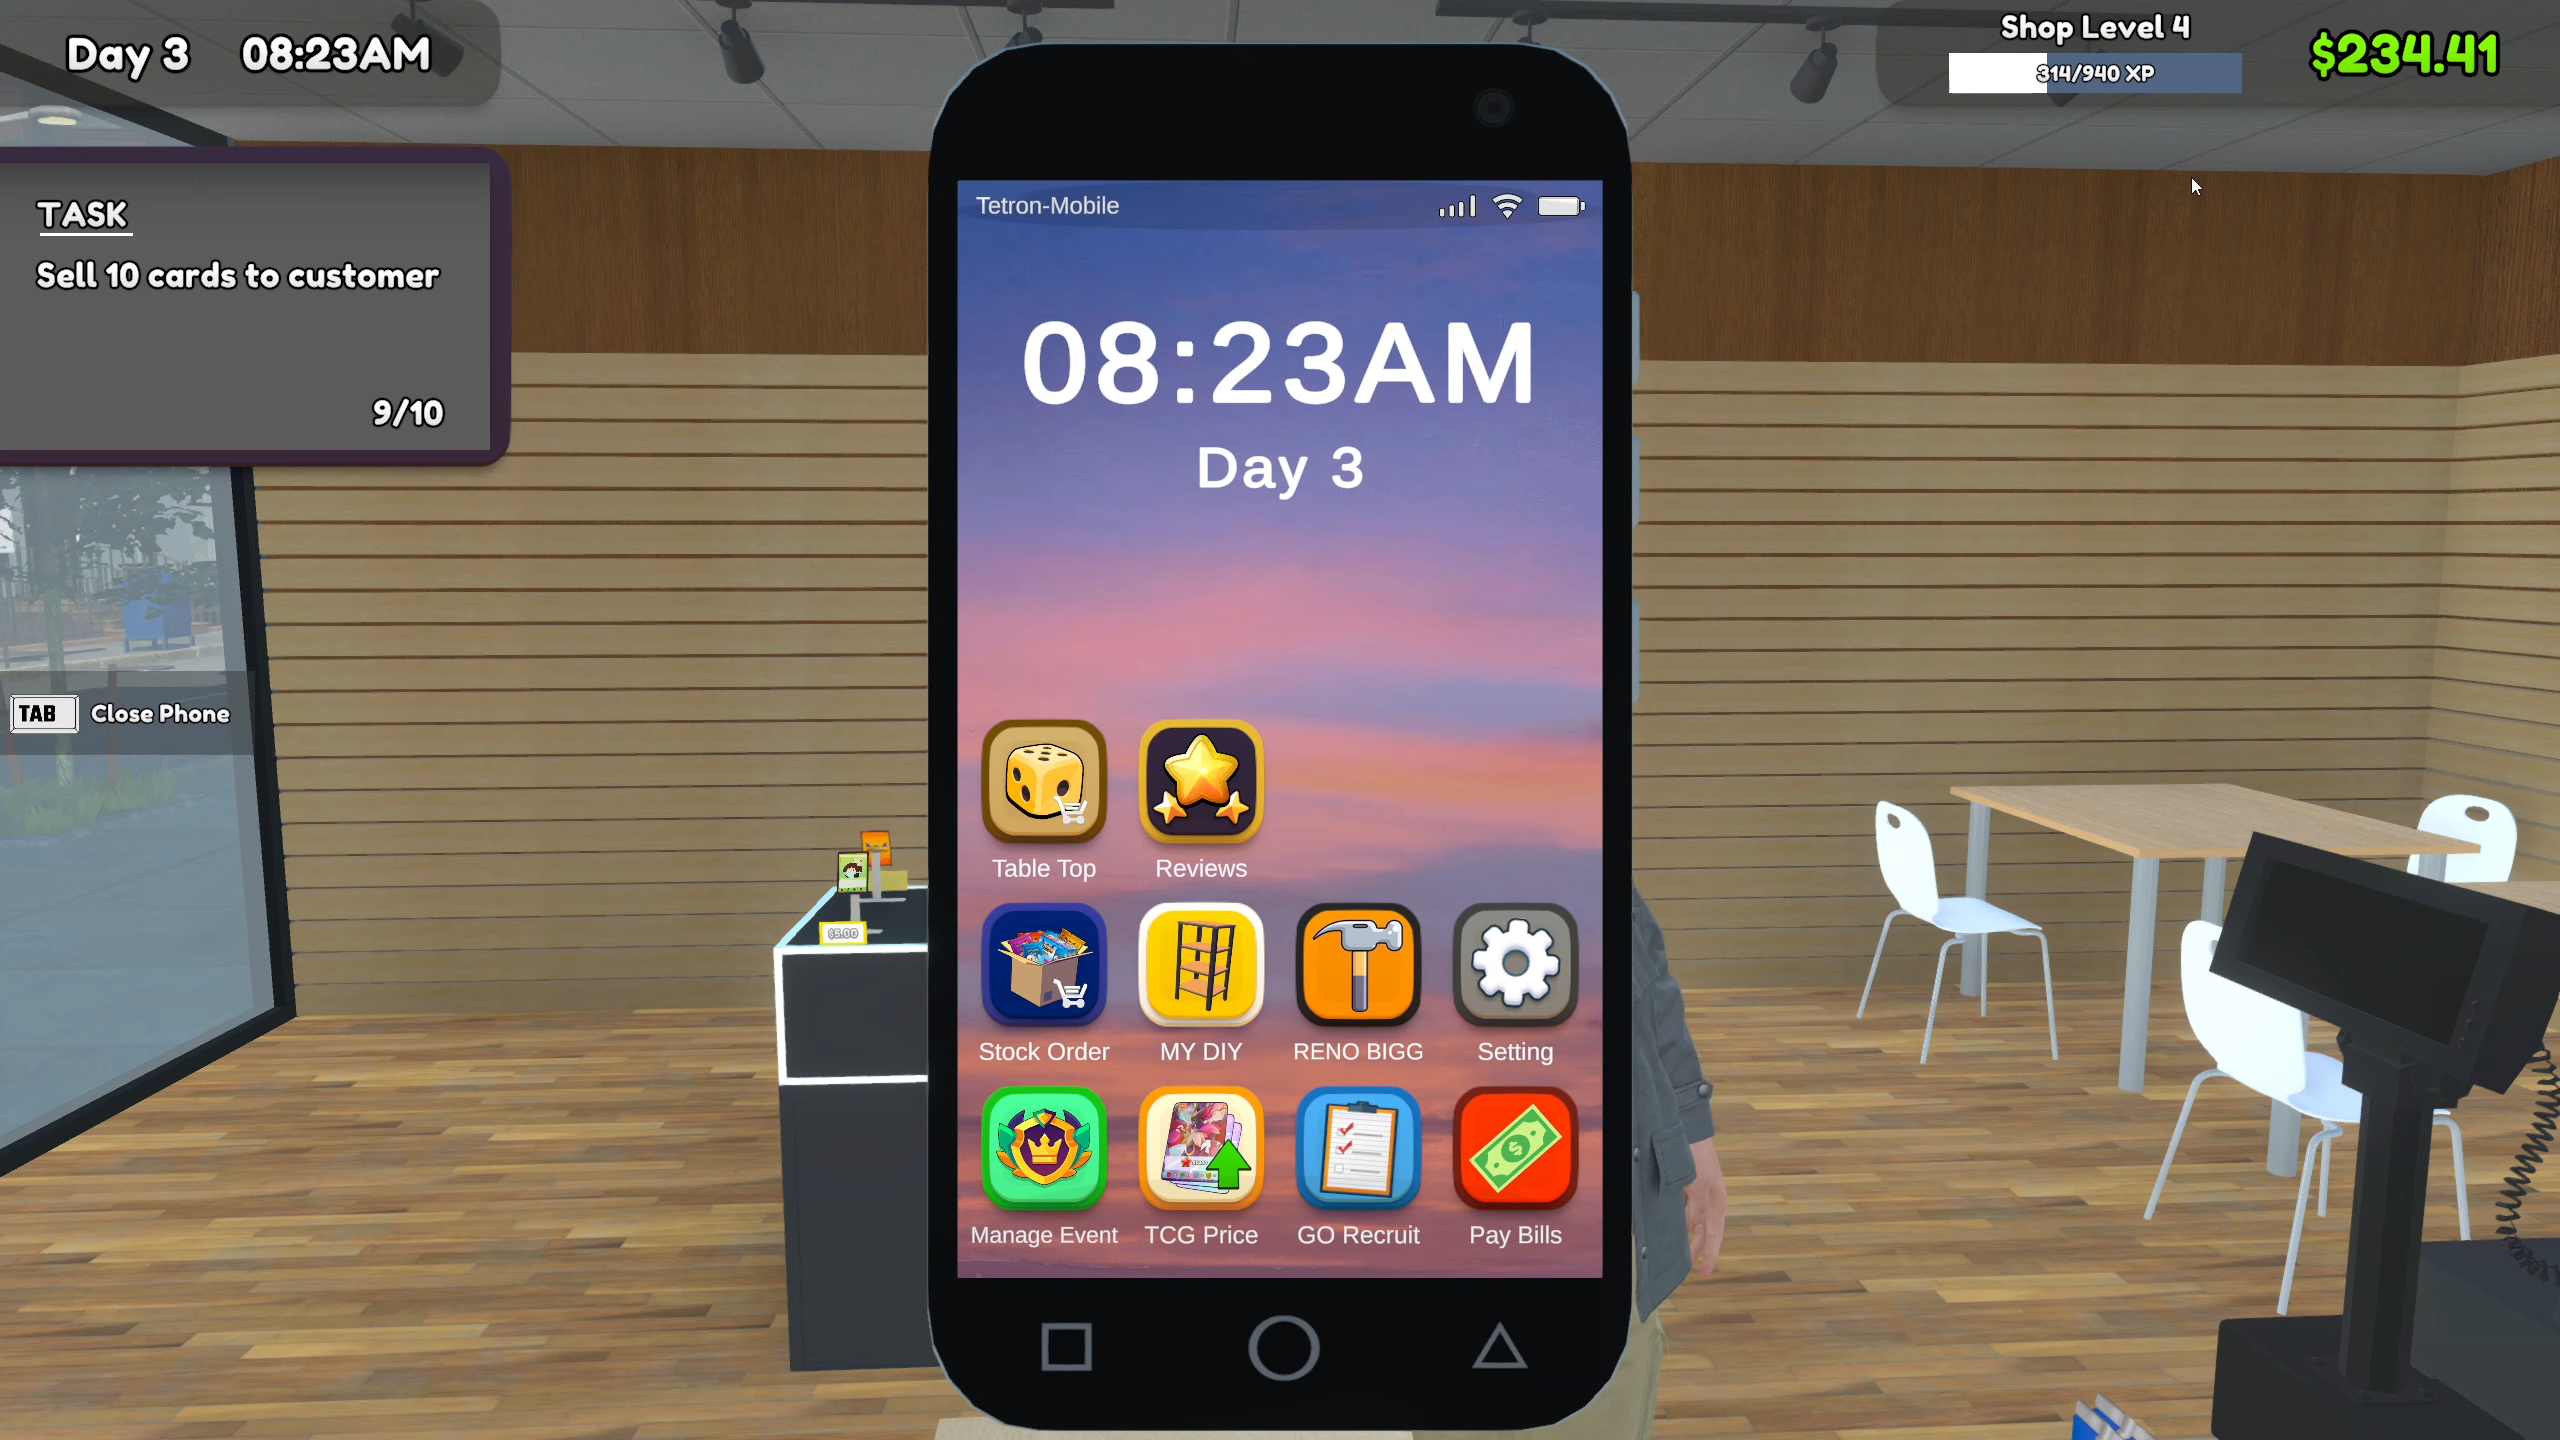 Day 3 08:23AM
Shop Level 4
314/940 XP
$234.41
TASK
Sell 10 cards to customer
9/10
TAB Close Phone
Tetron-Mobile
08:23AM
Day 3
Table Top Reviews
Stock Order MY DIY RENO BIGG Setting
Manage Event TCG Price GO Recruit Pay Bills
$5.00